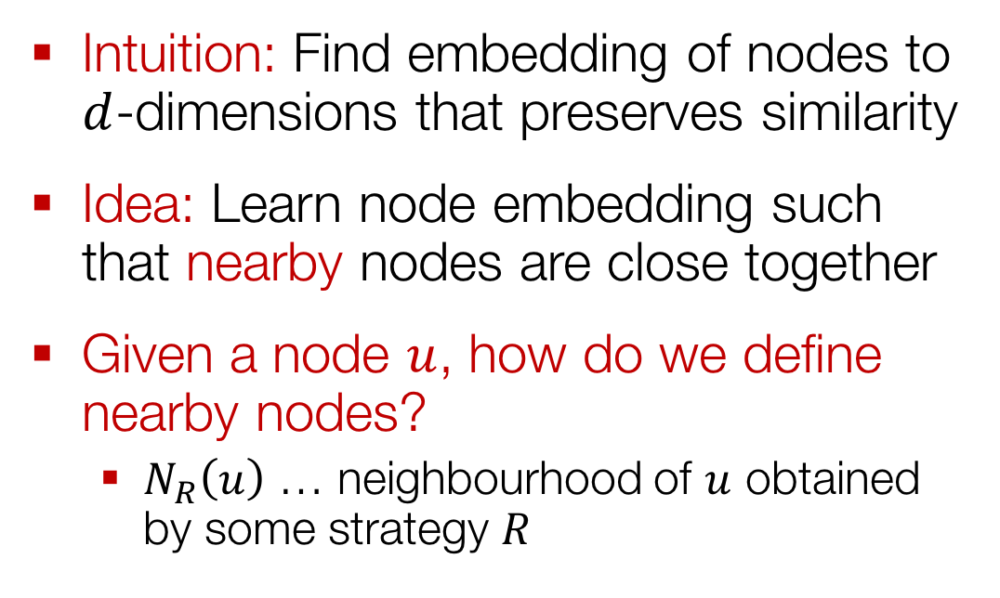 ▪ Intuition: Find embedding of nodes to
d-dimensions that preserves similarity
▪ Idea: Learn node embedding such
that nearby nodes are close together
▪ Given a node u, how do we define
nearby nodes?
▪ N_R(u) … neighbourhood of u obtained
by some strategy R